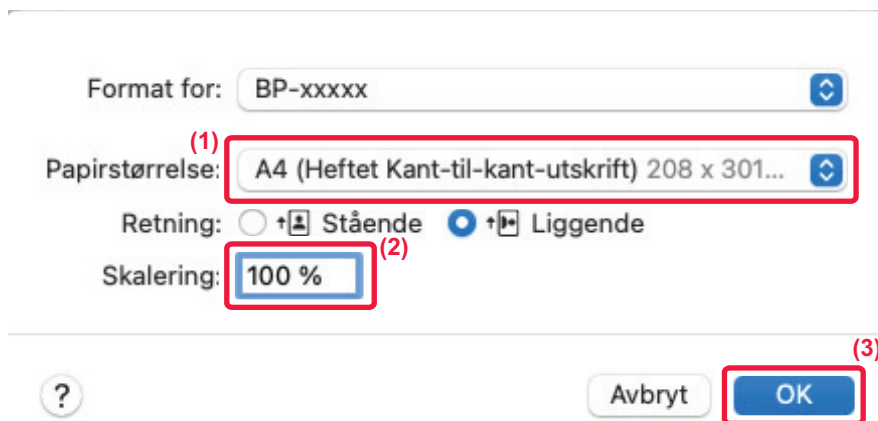 Format for: BP-xxxxx
(1)
Papirstørrelse: A4 (Heftet Kant-til-kant-utskrift) 208 x 301...
Retning: Stående Liggende
(2)
Skalering: 100 %
(3)
? Avbryt OK